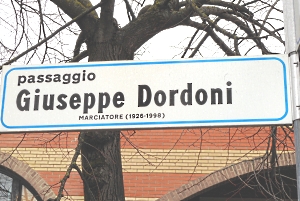 passaggio
Giuseppe Dordoni
MARCIATORE (1926-1998)